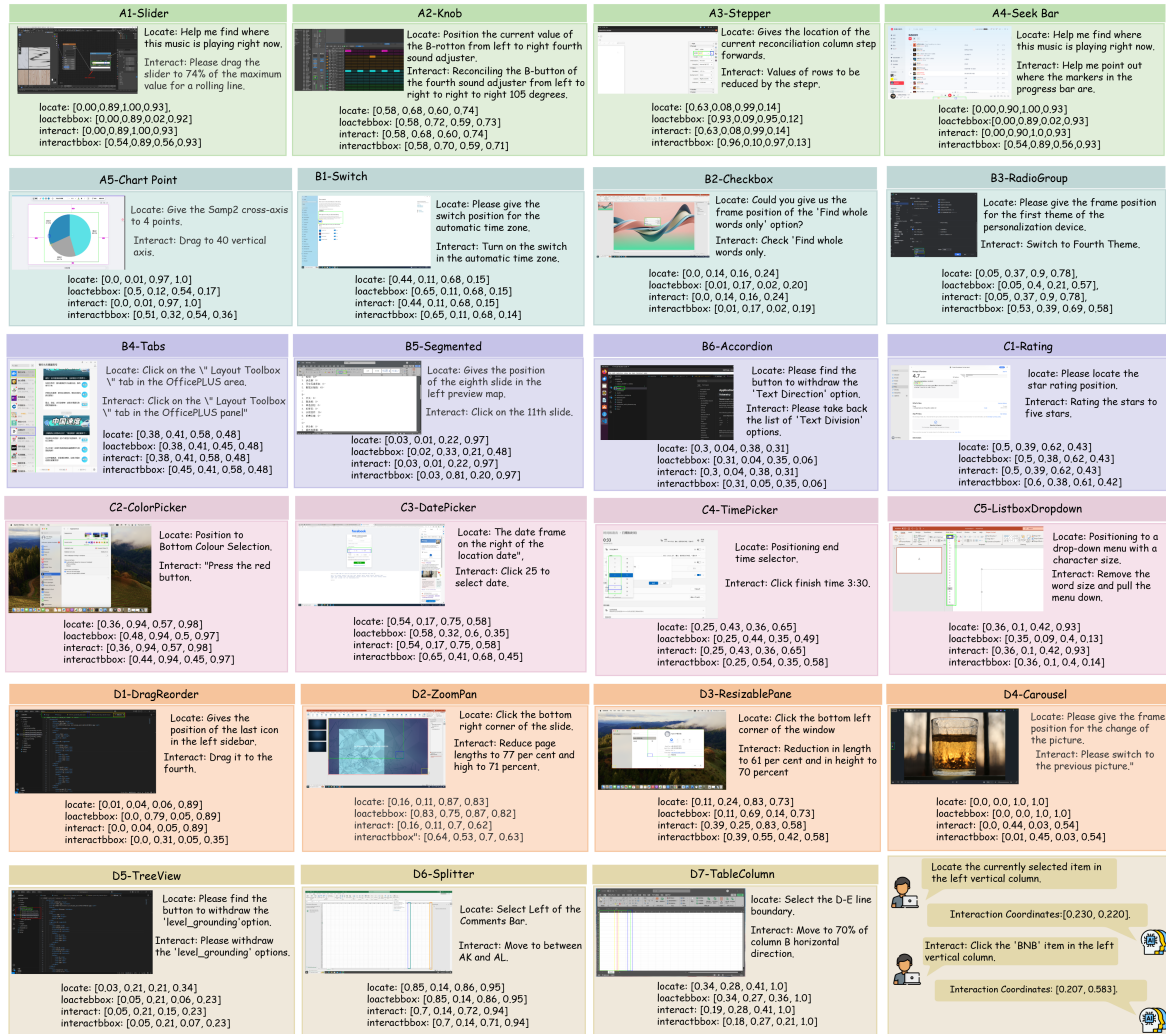 A1-Slider
Locate: Help me find where
this music is playing right now.
Interact: Please drag the
slider to 74% of the maximum
value for a rolling line.
locate: [0.00,0.89,1.00,0.93],
loactebbox: [0.00,0.89,0.02,0.92]
interact: [0.00,0.89,1.00,0.93]
interactbbox: [0.54,0.89,0.56,0.93]
A2-Knob
Locate: Position the current value of
the B-rotton from left to right fourth
sound adjuster.
Interact: Reconciling the B-button of
the fourth sound adjuster from left to
right to right to right 105 degrees.
locate: [0.58, 0.68, 0.60, 0.74]
loactebbox: [0.58, 0.72, 0.59, 0.73]
interact: [0.58, 0.68, 0.60, 0.74]
interactbbox: [0.58, 0.70, 0.59, 0.71]
A3-Stepper
Locate: Gives the location of the
current reconciliation column step
forwards.
Interact: Values of rows to be
reduced by the stepr.
locate: [0.63,0.08,0.99,0.14]
loactebbox: [0.93,0.09,0.95,0.12]
interact: [0.63,0.08,0.99,0.14]
interactbbox: [0.96,0.10,0.97,0.13]
A4-Seek Bar
Locate: Help me find where
this music is playing right now.
Interact: Help me point out
where the markers in the
progress bar are.
locate: [0.00,0.90,1.00,0.93]
loactebbox: [0.00,0.89,0.02,0.93]
interact: [0.00,0.90,1.0,0.93]
interactbbox: [0.54,0.89,0.56,0.93]
A5-Chart Point
Locate: Give the Samp2 cross-axis
to 4 points.
Interact: Drag to 40 vertical
axis.
locate: [0.0, 0.01, 0.97, 1.0]
loactebbox: [0.5, 0.12, 0.54, 0.17]
interact: [0.0, 0.01, 0.97, 1.0]
interactbbox: [0.51, 0.32, 0.54, 0.36]
B1-Switch
Locate: Please give the
switch position for the
automatic time zone.
Interact: Turn on the switch
in the automatic time zone.
locate: [0.44, 0.11, 0.68, 0.15]
loactebbox: [0.65, 0.11, 0.68, 0.15]
interact: [0.44, 0.11, 0.68, 0.15]
interactbbox: [0.65, 0.11, 0.68, 0.14]
B2-Checkbox
Locate: Could you give us the
frame position of the 'Find whole
words only' option?
Interact: Check 'Find whole
words only.
locate: [0.0, 0.14, 0.16, 0.24]
loactebbox: [0.01, 0.17, 0.02, 0.20]
interact: [0.0, 0.14, 0.16, 0.24]
interactbbox: [0.01, 0.17, 0.02, 0.19]
B3-RadioGroup
Locate: Please give the frame position
for the first theme of the
personalization device.
Interact: Switch to Fourth Theme.
locate: [0.05, 0.37, 0.9, 0.78],
loactebbox: [0.05, 0.4, 0.21, 0.57],
interact: [0.05, 0.37, 0.9, 0.78],
interactbbox: [0.53, 0.39, 0.69, 0.58]
B4-Tabs
Locate: Click on the \" Layout Toolbox
\" tab in the OfficePLUS area.
Interact: Click on the \" Layout Toolbox
\" tab in the OfficePLUS panel"
locate: [0.38, 0.41, 0.58, 0.48]
loactebbox: [0.38, 0.41, 0.45, 0.48]
interact: [0.38, 0.41, 0.58, 0.48]
interactbbox: [0.45, 0.41, 0.58, 0.48]
B5-Segmented
Locate: Gives the position
of the eighth slide in the
left preview map.
Interact: Click on the 11th slide.
locate: [0.03, 0.01, 0.22, 0.97]
loactebbox: [0.02, 0.33, 0.21, 0.48]
interact: [0.03, 0.01, 0.22, 0.97]
interactbbox: [0.03, 0.81, 0.20, 0.97]
B6-Accordion
Locate: Please find the
button to withdraw the
'Text Direction' option.
Interact: Please take back
the list of 'Text Division'
options.
locate: [0.3, 0.04, 0.38, 0.31]
loactebbox: [0.31, 0.04, 0.35, 0.06]
interact: [0.3, 0.04, 0.38, 0.31]
interactbbox: [0.31, 0.05, 0.35, 0.06]
C1-Rating
locate: Please locate the
star rating position.
Interact: Rating the stars to
five stars.
locate: [0.5, 0.39, 0.62, 0.43]
loactebbox: [0.5, 0.38, 0.62, 0.43]
interact: [0.5, 0.39, 0.62, 0.43]
interactbbox: [0.6, 0.38, 0.61, 0.42]
C2-ColorPicker
Locate: Position to
Bottom Colour Selection.
Interact: "Press the red
button.
locate: [0.36, 0.94, 0.57, 0.98]
loactebbox: [0.48, 0.94, 0.5, 0.97]
interact: [0.36, 0.94, 0.57, 0.98]
interactbbox: [0.44, 0.94, 0.45, 0.97]
C3-DatePicker
Locate: The date frame
on the right of the
location date",
Interact: Click 25 to
select date.
locate: [0.54, 0.17, 0.75, 0.58]
loactebbox: [0.58, 0.32, 0.6, 0.35]
interact: [0.54, 0.17, 0.75, 0.58]
interactbbox: [0.65, 0.41, 0.68, 0.45]
C4-TimePicker
Locate: Positioning end
time selector.
Interact: Click finish time 3:30.
locate: [0.25, 0.43, 0.36, 0.65]
loactebbox: [0.25, 0.44, 0.35, 0.49]
interact: [0.25, 0.43, 0.36, 0.65]
interactbbox: [0.25, 0.54, 0.35, 0.58]
C5-ListboxDropdown
Locate: Positioning to a
drop-down menu with a
character size.
Interact: Remove the
word size and pull the
menu down.
locate: [0.36, 0.1, 0.42, 0.93]
loactebbox: [0.35, 0.09, 0.4, 0.13]
interact: [0.36, 0.1, 0.42, 0.93]
interactbbox: [0.36, 0.1, 0.4, 0.14]
D1-DragReorder
Locate: Gives the
position of the last icon
in the left sidebar.
Interact: Drag it to the
fourth.
locate: [0.01, 0.04, 0.06, 0.89]
loactebbox: [0.0, 0.79, 0.05, 0.89]
interact: [0.0, 0.04, 0.05, 0.89]
interactbbox: [0.0, 0.31, 0.05, 0.35]
D2-ZoomPan
Locate: Click the bottom
right corner of the slide.
Interact: Reduce page
lengths to 77 per cent and
high to 71 percent.
locate: [0.16, 0.11, 0.87, 0.83]
loactebbox: [0.83, 0.75, 0.87, 0.82]
interact: [0.16, 0.11, 0.7, 0.62]
interactbbox": [0.64, 0.53, 0.7, 0.63]
D3-ResizablePane
Locate: Click the bottom left
corner of the window
Interact: Reduction in length
to 61 per cent and in height to
70 percent
locate: [0.11, 0.24, 0.83, 0.73]
loactebbox: [0.11, 0.69, 0.14, 0.73]
interact: [0.39, 0.25, 0.83, 0.58]
interactbbox: [0.39, 0.55, 0.42, 0.58]
D4-Carousel
Locate: Please give the frame
position for the change of
the picture.
Interact: Please switch to
the previous picture."
locate: [0.0, 0.0, 1.0, 1.0]
loactebbox: [0.0, 0.0, 1.0, 1.0]
interact: [0.0, 0.44, 0.03, 0.54]
interactbbox: [0.01, 0.45, 0.03, 0.54]
D5-TreeView
Locate: Please find the
button to withdraw the
'level_grounding'option.
Interact: Please withdraw
the 'level_grounding' options.
locate: [0.03, 0.21, 0.21, 0.34]
loactebbox: [0.05, 0.21, 0.06, 0.23]
interact: [0.05, 0.21, 0.15, 0.23]
interactbbox: [0.05, 0.21, 0.07, 0.23]
D6-Splitter
Locate: Select Left of the
Comments Bar.
Interact: Move to between
AK and AL.
locate: [0.85, 0.14, 0.86, 0.95]
loactebbox: [0.85, 0.14, 0.86, 0.95]
interact: [0.7, 0.14, 0.72, 0.94]
interactbbox: [0.7, 0.14, 0.71, 0.94]
D7-TableColumn
locate: Select the D-E line
boundary.
Interact: Move to 70% of
column B horizontal
direction.
locate: [0.34, 0.28, 0.41, 1.0]
loactebbox: [0.34, 0.27, 0.36, 1.0]
interact: [0.19, 0.28, 0.41, 1.0]
interactbbox: [0.18, 0.27, 0.21, 1.0]
Locate the currently selected item in
the left vertical column.
Interaction Coordinates:[0.230, 0.220].
Interact: Click the 'BNB' item in the left
vertical column.
Interaction Coordinates: [0.207, 0.583].